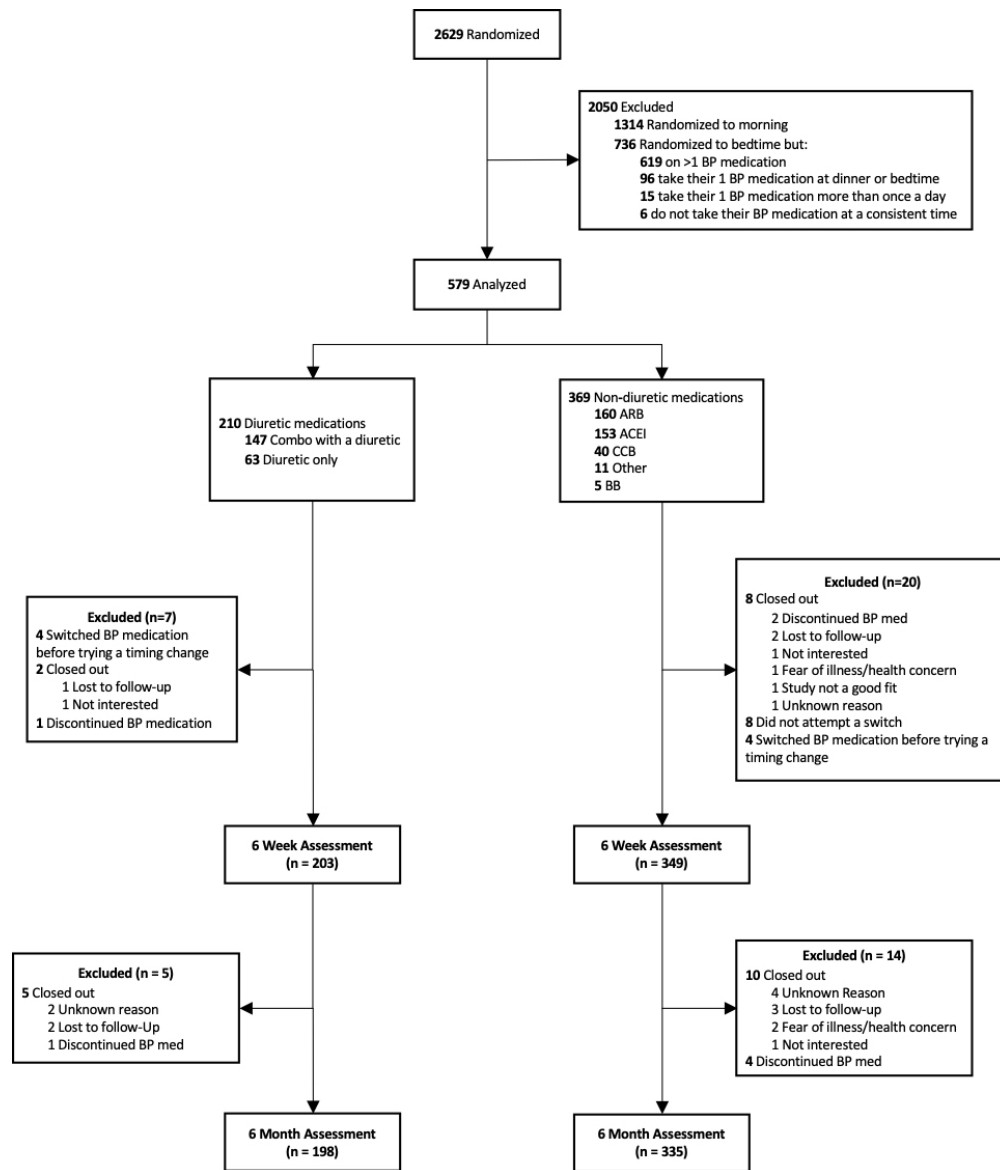 2629 Randomized
2050 Excluded
1314 Randomized to morning
736 Randomized to bedtime but:
619 on >1 BP medication
96 take their 1 BP medication at dinner or bedtime
15 take their 1 BP medication more than once a day
6 do not take their BP medication at a consistent time
579 Analyzed
210 Diuretic medications
147 Combo with a diuretic
63 Diuretic only
369 Non-diuretic medications
160 ARB
153 ACEI
40 CCB
11 Other
5 BB
Excluded (n=7)
4 Switched BP medication
before trying a timing change
2 Closed out
1 Lost to follow-up
1 Not interested
1 Discontinued BP medication
Excluded (n=20)
8 Closed out
2 Discontinued BP med
2 Lost to follow-up
1 Not interested
1 Fear of illness/health concern
1 Study not a good fit
1 Unknown reason
8 Did not attempt a switch
4 Switched BP medication before trying a
timing change
6 Week Assessment
(n = 203)
6 Week Assessment
(n = 349)
Excluded (n = 5)
5 Closed out
2 Unknown reason
2 Lost to follow-Up
1 Discontinued BP med
Excluded (n = 14)
10 Closed out
4 Unknown Reason
3 Lost to follow-up
2 Fear of illness/health concern
1 Not interested
4 Discontinued BP med
6 Month Assessment
(n = 198)
6 Month Assessment
(n = 335)